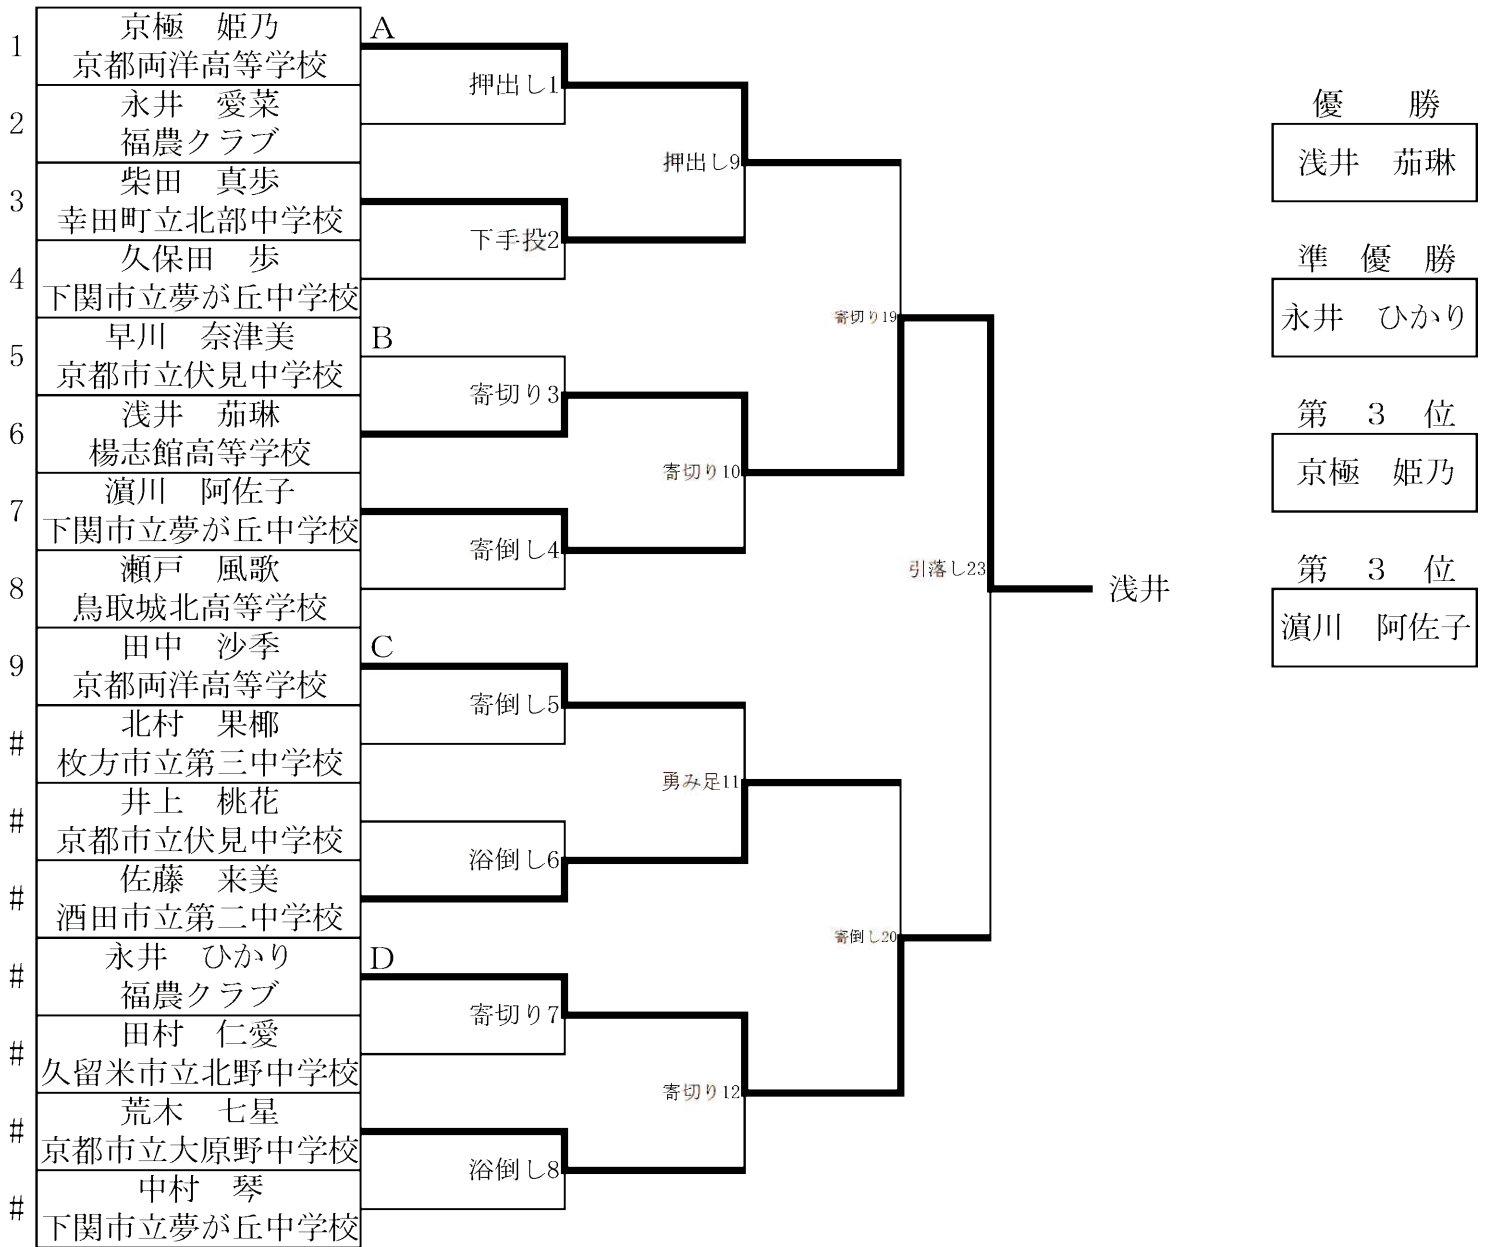 1
京極　姫乃
京都両洋高等学校
2
永井　愛菜
福農クラブ
3
柴田　真歩
幸田町立北部中学校
4
久保田　歩
下関市立夢が丘中学校
5
早川　奈津美
京都市立伏見中学校
6
浅井　茄琳
楊志館高等学校
7
濵川　阿佐子
下関市立夢が丘中学校
8
瀬戸　風歌
鳥取城北高等学校
9
田中　沙季
京都両洋高等学校
#
北村　果椰
枚方市立第三中学校
#
井上　桃花
京都市立伏見中学校
#
佐藤　来美
酒田市立第二中学校
#
永井　ひかり
福農クラブ
#
田村　仁愛
久留米市立北野中学校
#
荒木　七星
京都市立大原野中学校
#
中村　琴
下関市立夢が丘中学校
A
押出し1
下手投2
B
寄切り3
寄倒し4
C
寄倒し5
浴倒し6
D
寄切り7
浴倒し8
押出し9
寄切り10
勇み足11
寄切り12
寄切り19
寄倒し20
引落し23
浅井
優　勝
浅井　茄琳
準　優　勝
永井　ひかり
第　３　位
京極　姫乃
第　３　位
濵川　阿佐子